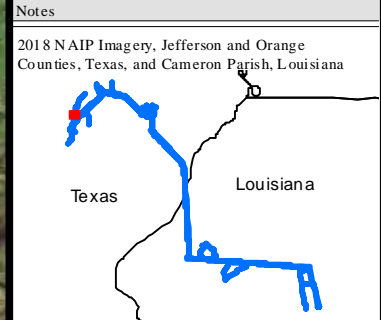 Notes
2018 NAIP Imagery, Jefferson and Orange
Counties, Texas, and Cameron Parish, Louisiana
Texas
Louisiana